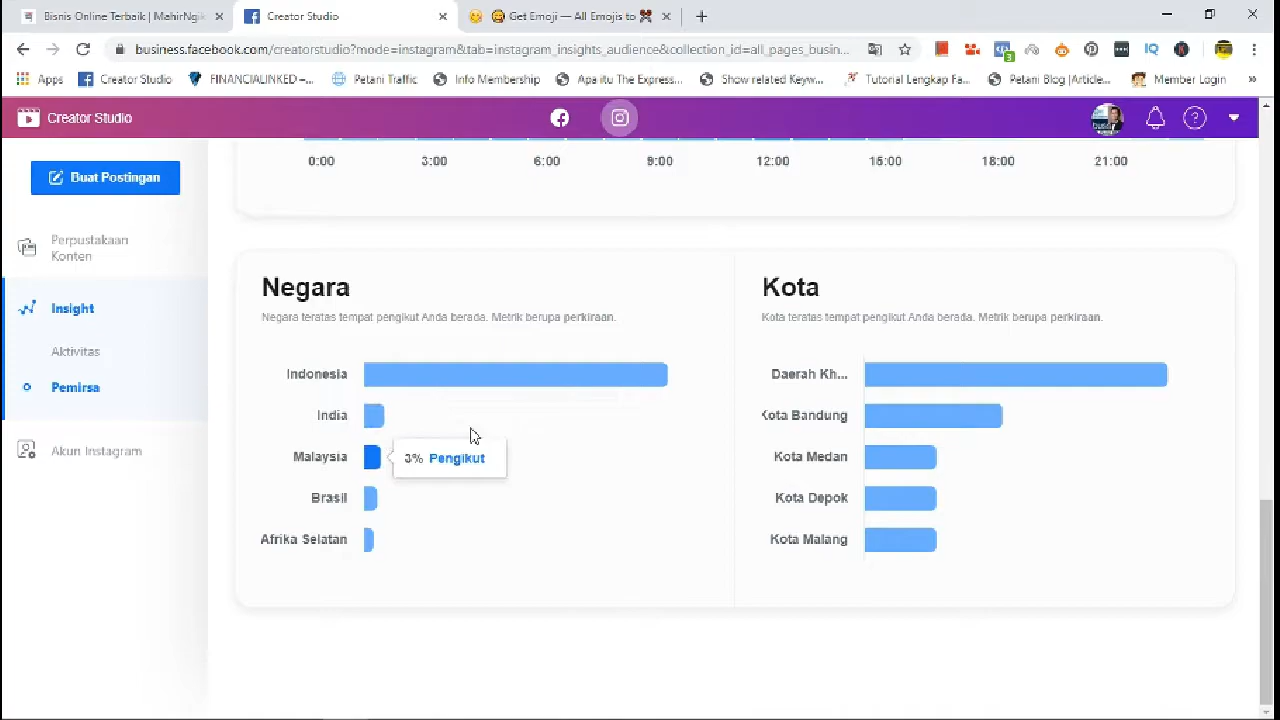 Bisnis Online Terbaik | MahirNgik
Creator Studio
Get Emoji — All Emojis to
business.facebook.com/creatorstudio?mode=instagram&tab=instagram_insights_audience&collection_id=all_pages_busin...
3
IQ
Apps
Creator Studio
FINANCIALINKED –...
Petani Traffic
Info Membership
Apa itu The Express...
Show related Keyw...
Tutorial Lengkap Fa...
Petani Blog |Article...
Member Login
»
Creator Studio
Buat Postingan
Perpustakaan
Konten
Insight
Aktivitas
Pemirsa
Akun Instagram
0:00 3:00 6:00 9:00 12:00 15:00 18:00 21:00
Negara
Negara teratas tempat pengikut Anda berada. Metrik berupa perkiraan.
Indonesia
India
Malaysia
3% Pengikut
Brasil
Afrika Selatan
Kota
Kota teratas tempat pengikut Anda berada. Metrik berupa perkiraan.
Daerah Kh...
Kota Bandung
Kota Medan
Kota Depok
Kota Malang